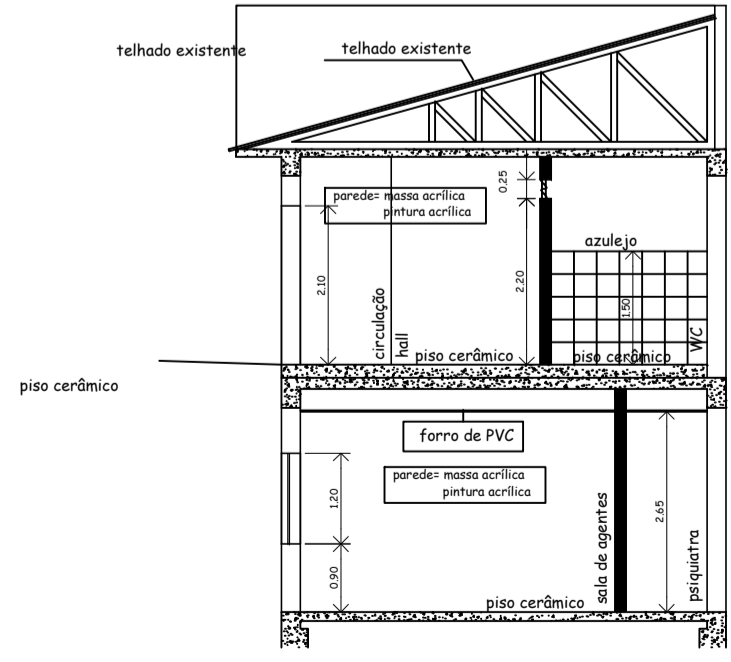 telhado existente
telhado existente
0.25
parede= massa acrílica
pintura acrílica
azulejo
2.10
2.20
1.50
circulação
hall
WC
piso cerâmico
piso cerâmico
piso cerâmico
forro de PVC
parede= massa acrílica
pintura acrílica
1.20
sala de agentes
2.65
psiquiatra
0.90
piso cerâmico